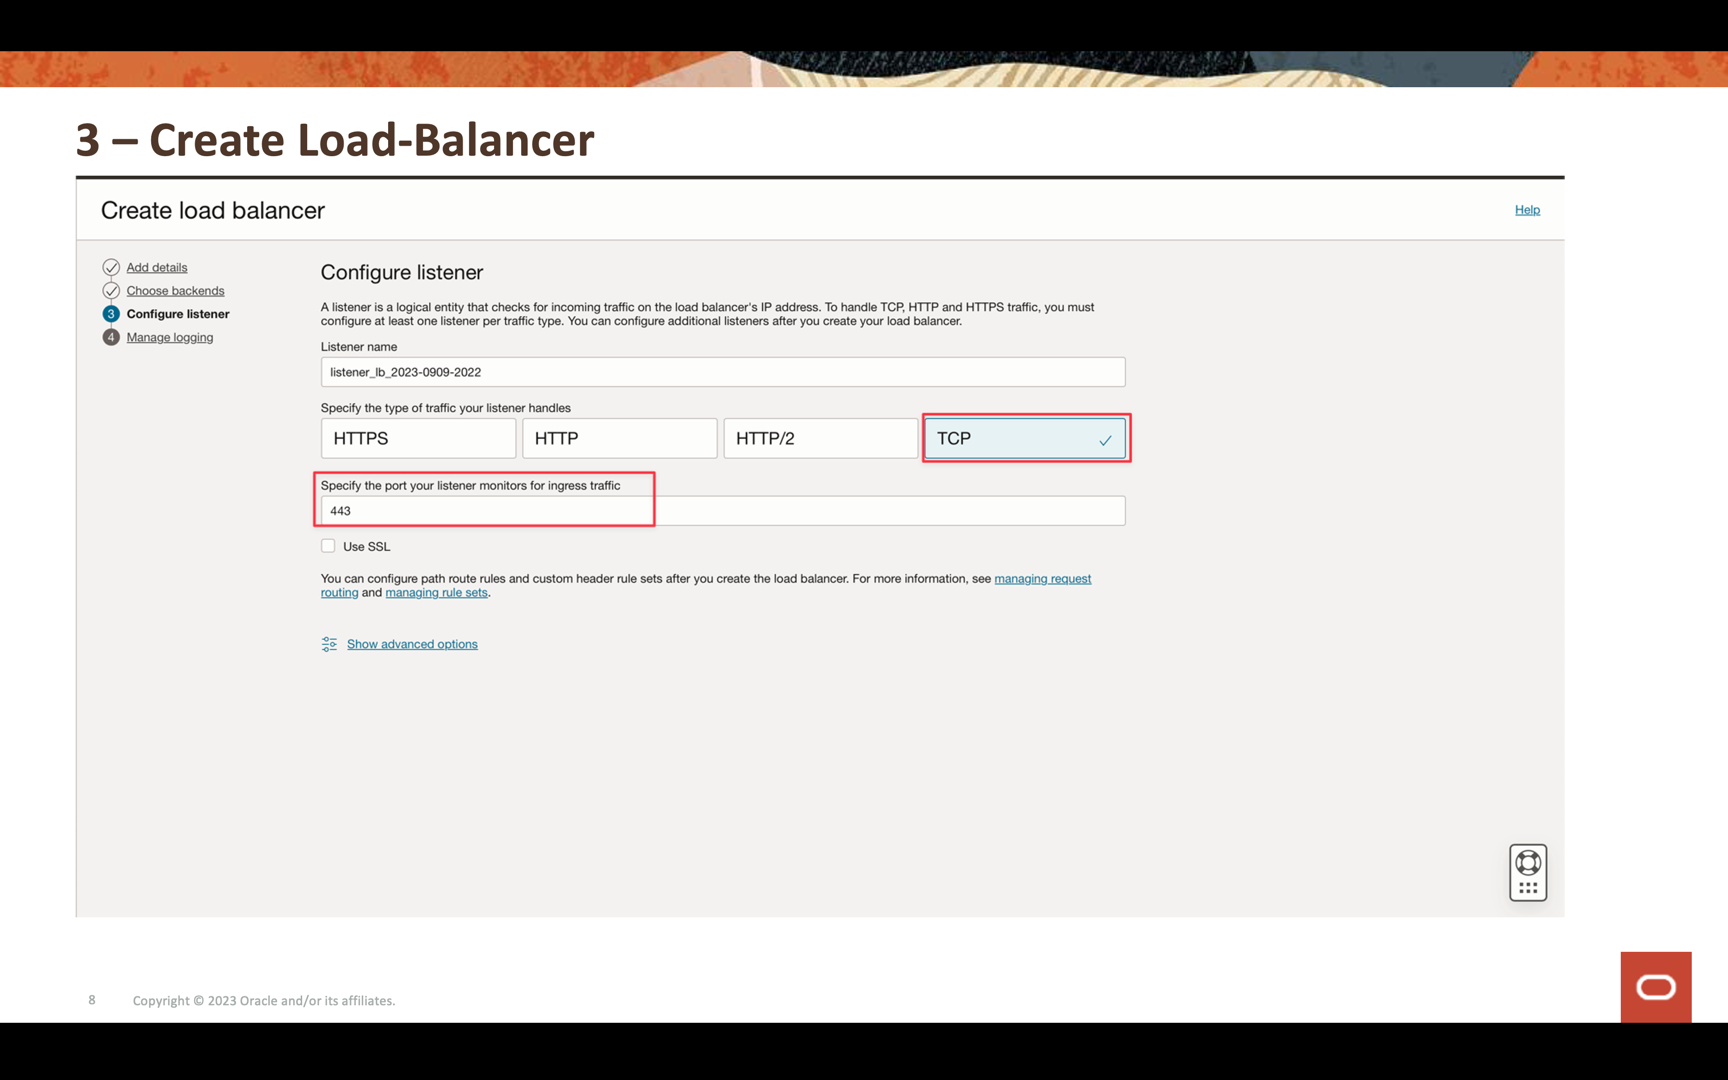 3 – Create Load-Balancer
Create load balancer
Help
Add details
Choose backends
3 Configure listener
4 Manage logging
Configure listener
A listener is a logical entity that checks for incoming traffic on the load balancer's IP address. To handle TCP, HTTP and HTTPS traffic, you must
configure at least one listener per traffic type. You can configure additional listeners after you create your load balancer.
Listener name
listener_lb_2023-0909-2022
Specify the type of traffic your listener handles
HTTPS
HTTP
HTTP/2
TCP
Specify the port your listener monitors for ingress traffic
443
Use SSL
You can configure path route rules and custom header rule sets after you create the load balancer. For more information, see managing request
routing and managing rule sets.
Show advanced options
8
Copyright © 2023 Oracle and/or its affiliates.